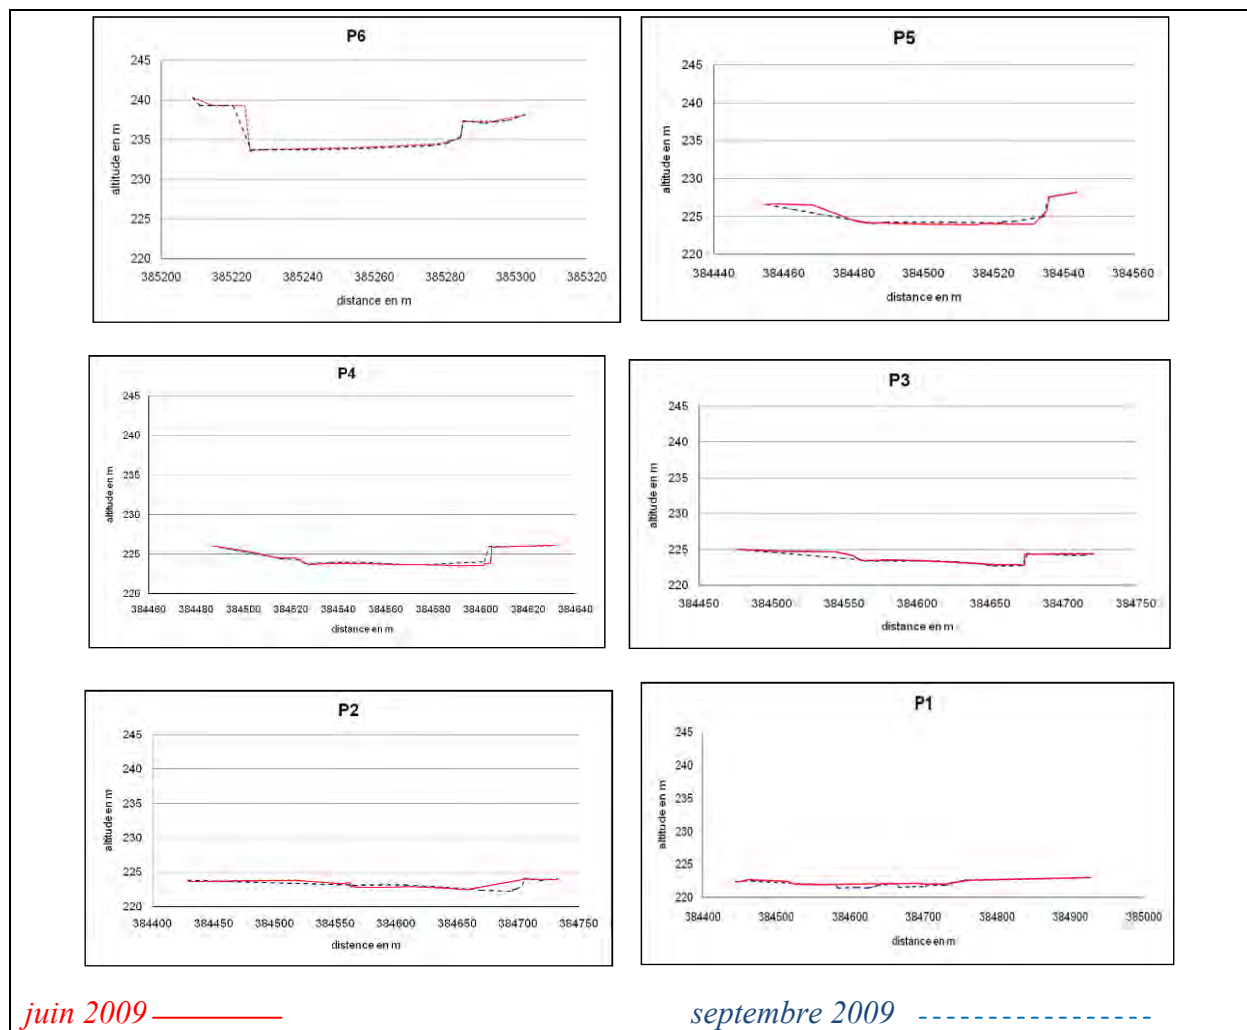 P6
245
240
235
230
225
220
altitude en m
385200 385220 385240 385260 385280 385300 385320
distance en m
P5
245
240
235
230
225
220
altitude en m
384440 384460 384480 384500 384520 384540 384560
distance en m
P4
245
240
235
230
225
220
altitude en m
384460 384480 384500 384520 384540 384560 384580 384600 384620 384640
distance en m
P3
245
240
235
230
225
220
altitude en m
384450 384500 384550 384600 384650 384700 384750
distance en m
P2
245
240
235
230
225
220
altitude en m
384400 384450 384500 384550 384600 384650 384700 384750
distence en m
P1
245
240
235
230
225
220
altitude en m
384400 384500 384600 384700 384800 384900 385000
distance en m
juin 2009
septembre 2009